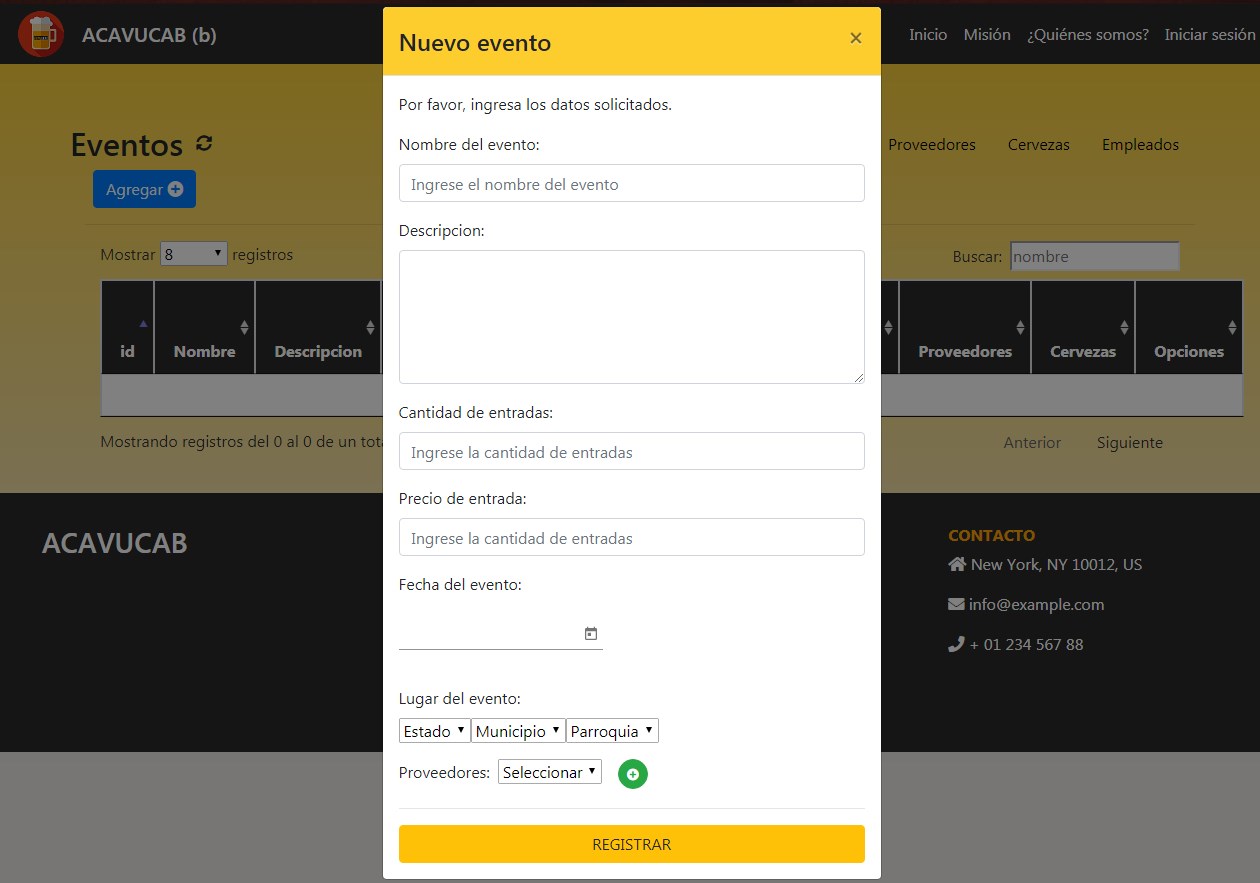 ACAVUCAB (b)
Inicio Misión ¿Quiénes somos? Iniciar sesión
Nuevo evento ×
Por favor, ingresa los datos solicitados.
Nombre del evento:
Ingrese el nombre del evento
Descripcion:
Cantidad de entradas:
Ingrese la cantidad de entradas
Precio de entrada:
Ingrese la cantidad de entradas
Fecha del evento:
Lugar del evento:
Estado Municipio Parroquia
Proveedores: Seleccionar
REGISTRAR
Eventos
Proveedores Cervezas Empleados
Agregar
Mostrar 8 registros
Buscar: nombre
id Nombre Descripcion Proveedores Cervezas Opciones
Mostrando registros del 0 al 0 de un
Anterior Siguiente
ACAVUCAB
CONTACTO
New York, NY 10012, US
info@example.com
+ 01 234 567 88